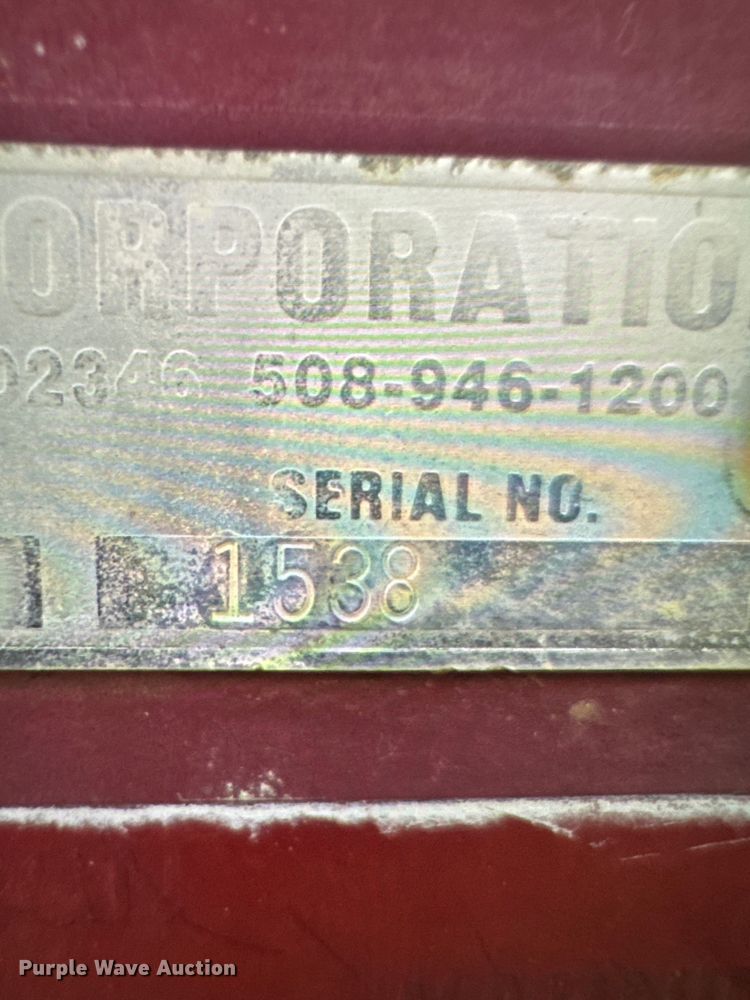 ORPORATIO
02346 508-946-1200
SERIAL NO.
1538
Purple Wave Auction